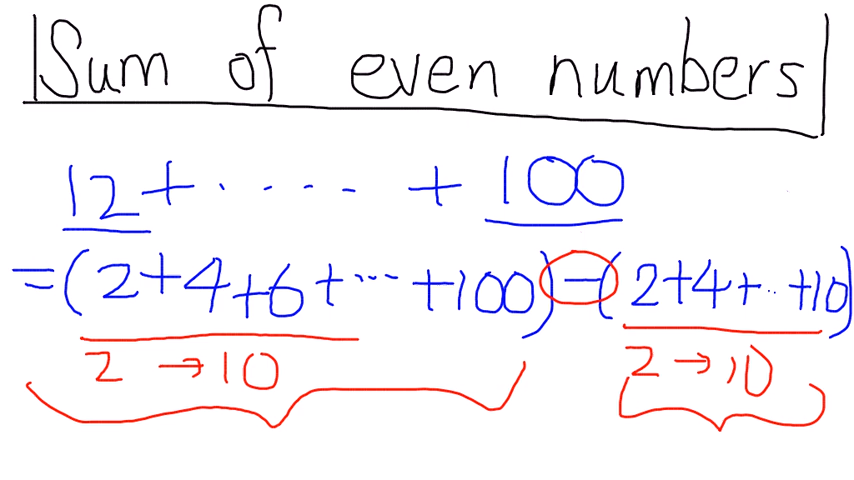 Sum of even numbers
12+ . . . . + 100
=(2+4+6+...+100)-(2+4+..+10)
2 →10 2 →10